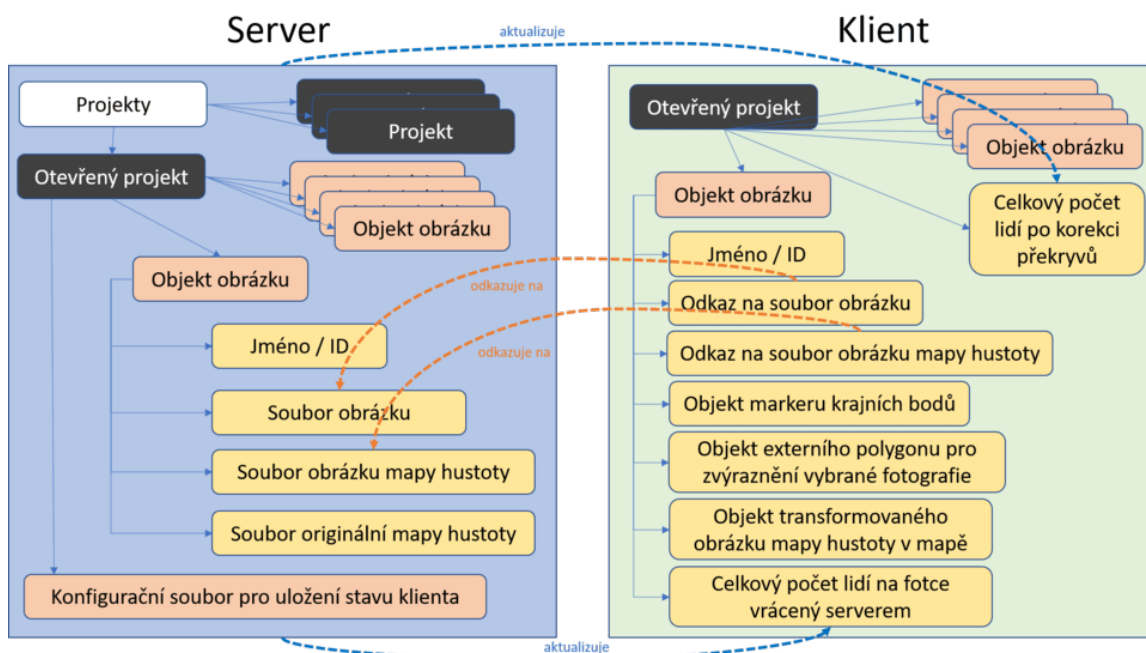 Server
aktualizuje
Klient
Projekty
Projekt
Otevřený projekt
Objekt obrázku
Objekt obrázku
Jméno / ID
Soubor obrázku
Soubor obrázku mapy hustoty
Soubor originální mapy hustoty
Konfigurační soubor pro uložení stavu klienta
odkazuje na
odkazuje na
Otevřený projekt
Objekt obrázku
Objekt obrázku
Celkový počet
lidí po korekci
překryvů
Jméno / ID
Odkaz na soubor obrázku
Odkaz na soubor obrázku mapy hustoty
Objekt markeru krajních bodů
Objekt externího polygonu pro
zvýraznění vybrané fotografie
Objekt transformovaného
obrázku mapy hustoty v mapě
Celkový počet lidí na fotce
vrácený serverem
aktualizuje